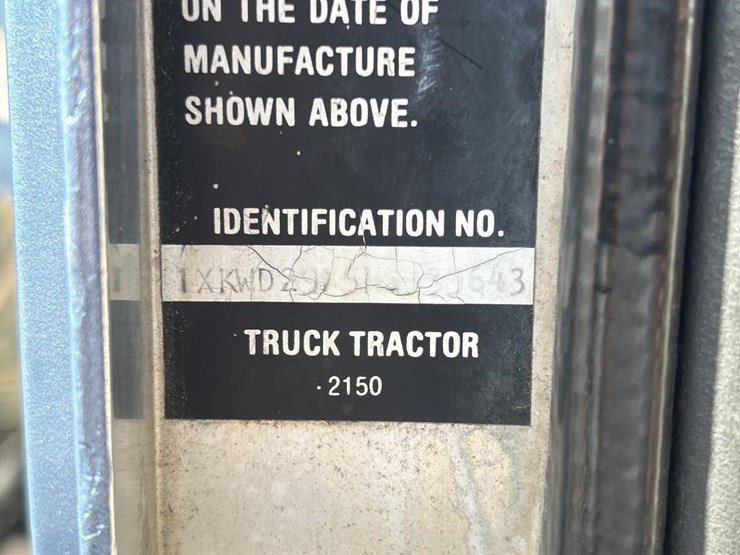 ON THE DATE OF
MANUFACTURE
SHOWN ABOVE.
IDENTIFICATION NO.
TRUCK TRACTOR
2150